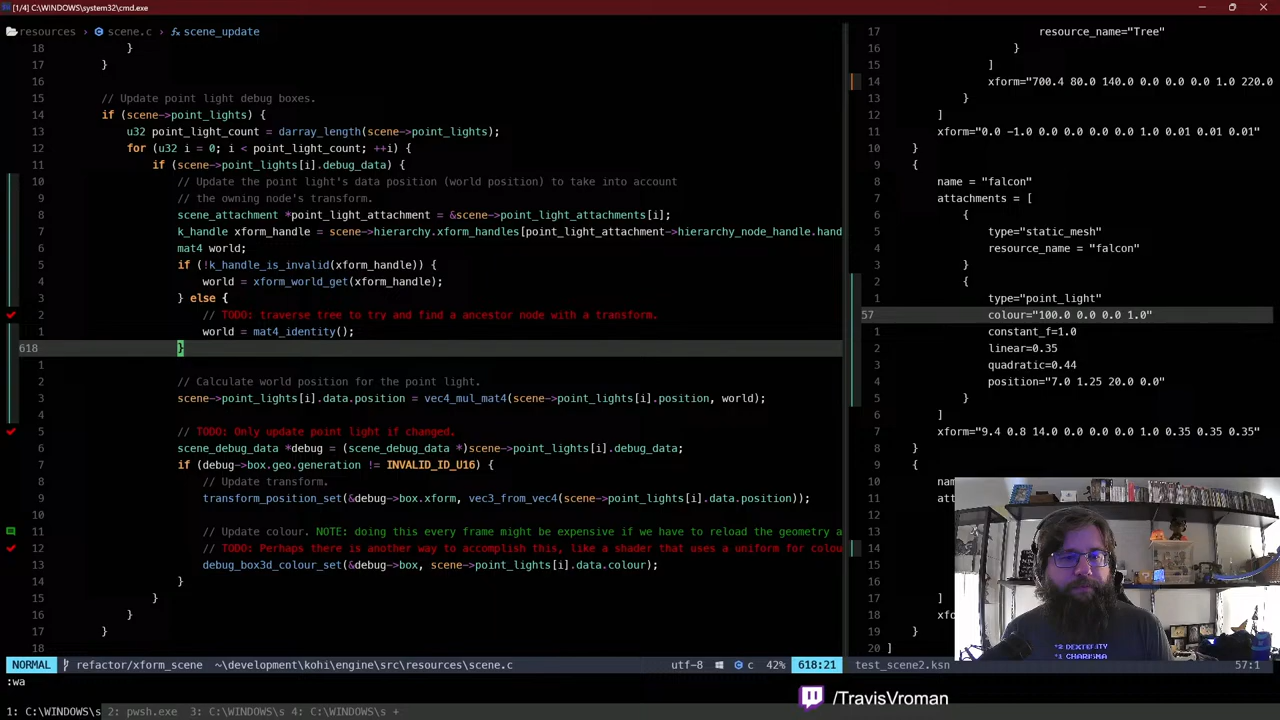 [1/4] C:\WINDOWS\system32\cmd.exe
resources > scene.c > scene_update
18 }
17 }
16
15 // Update point light debug boxes.
14 if (scene->point_lights) {
13 u32 point_light_count = darray_length(scene->point_lights);
12 for (u32 i = 0; i < point_light_count; ++i) {
11 if (scene->point_lights[i].debug_data) {
10 // Update the point light's data position (world position) to take into account
9 // the owning node's transform.
8 scene_attachment *point_light_attachment = &scene->point_light_attachments[i];
7 k_handle xform_handle = scene->hierarchy.xform_handles[point_light_attachment->hierarchy_node_handle.hand
6 mat4 world;
5 if (!k_handle_is_invalid(xform_handle)) {
4 world = xform_world_get(xform_handle);
3 } else {
2 // TODO: traverse tree to try and find a ancestor node with a transform.
1 world = mat4_identity();
618 }
1
2 // Calculate world position for the point light.
3 scene->point_lights[i].data.position = vec4_mul_mat4(scene->point_lights[i].position, world);
4
5 // TODO: Only update point light if changed.
6 scene_debug_data *debug = (scene_debug_data *)scene->point_lights[i].debug_data;
7 if (debug->box.geo.generation != INVALID_ID_U16) {
8 // Update transform.
9 transform_position_set(&debug->box.xform, vec3_from_vec4(scene->point_lights[i].data.position));
10
11 // Update colour. NOTE: doing this every frame might be expensive if we have to reload the geometry a
12 // TODO: Perhaps there is another way to accomplish this, like a shader that uses a uniform for colou
13 debug_box3d_colour_set(&debug->box, scene->point_lights[i].data.colour);
14 }
15 }
16 }
17 }
18
17 resource_name="Tree"
16 }
15 ]
14 xform="700.4 80.0 140.0 0.0 0.0 0.0 1.0 220.0
13 }
12 ]
11 xform="0.0 -1.0 0.0 0.0 0.0 0.0 1.0 0.01 0.01 0.01"
10 }
9 {
8 name = "falcon"
7 attachments = [
6 {
5 type="static_mesh"
4 resource_name = "falcon"
3 }
2 {
1 type="point_light"
57 colour="100.0 0.0 0.0 1.0"
1 constant_f=1.0
2 linear=0.35
3 quadratic=0.44
4 position="7.0 1.25 20.0 0.0"
5 }
6 ]
7 xform="9.4 0.8 14.0 0.0 0.0 0.0 1.0 0.35 0.35 0.35"
8 }
9 {
10 na
11 at
12
13
14
15
16
17 ]
18 xf
19 }
20 ]
*2 DEXTERITY
*1 CHARISMA
NORMAL refactor/xform_scene ~\development\kohi\engine\src\resources\scene.c utf-8 c 42% 618:21 test_scene2.ksn 57:1
:wa
/TravisVroman
1: C:\WINDOWS\s 2: pwsh.exe 3: C:\WINDOWS\s 4: C:\WINDOWS\s +